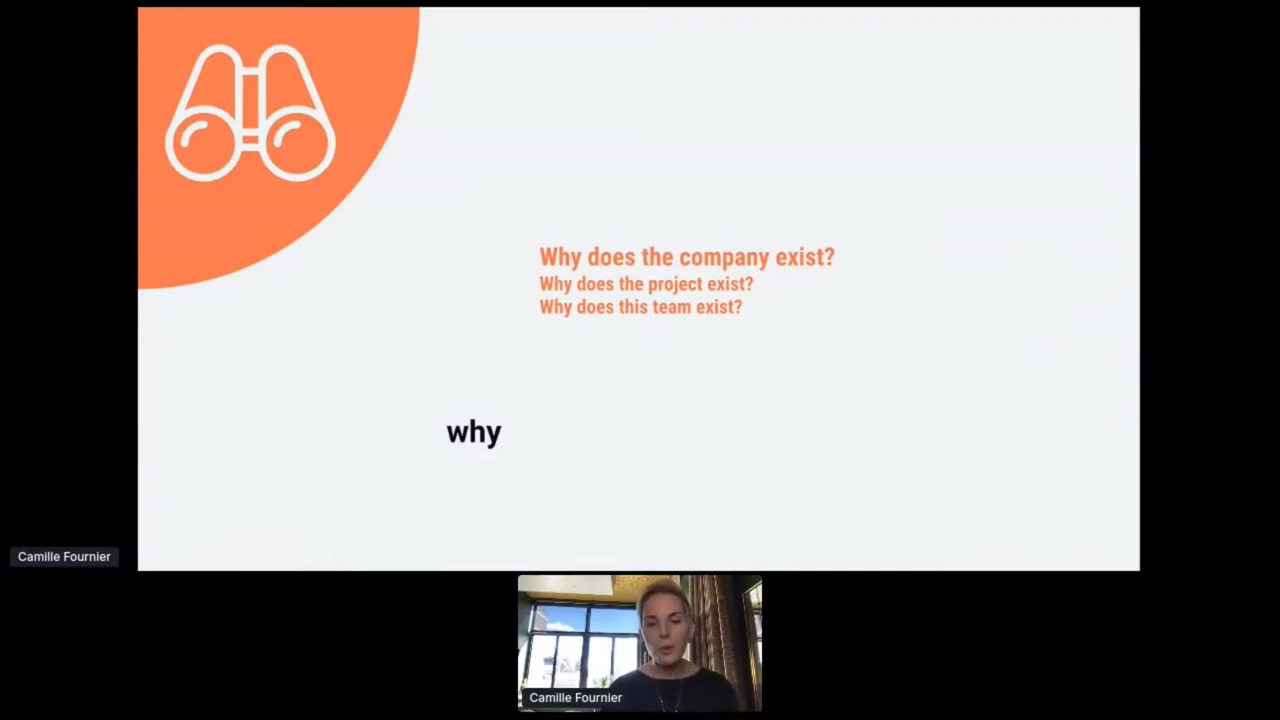 Why does the company exist?
Why does the project exist?
Why does this team exist?
why
Camille Fournier
Camille Fournier